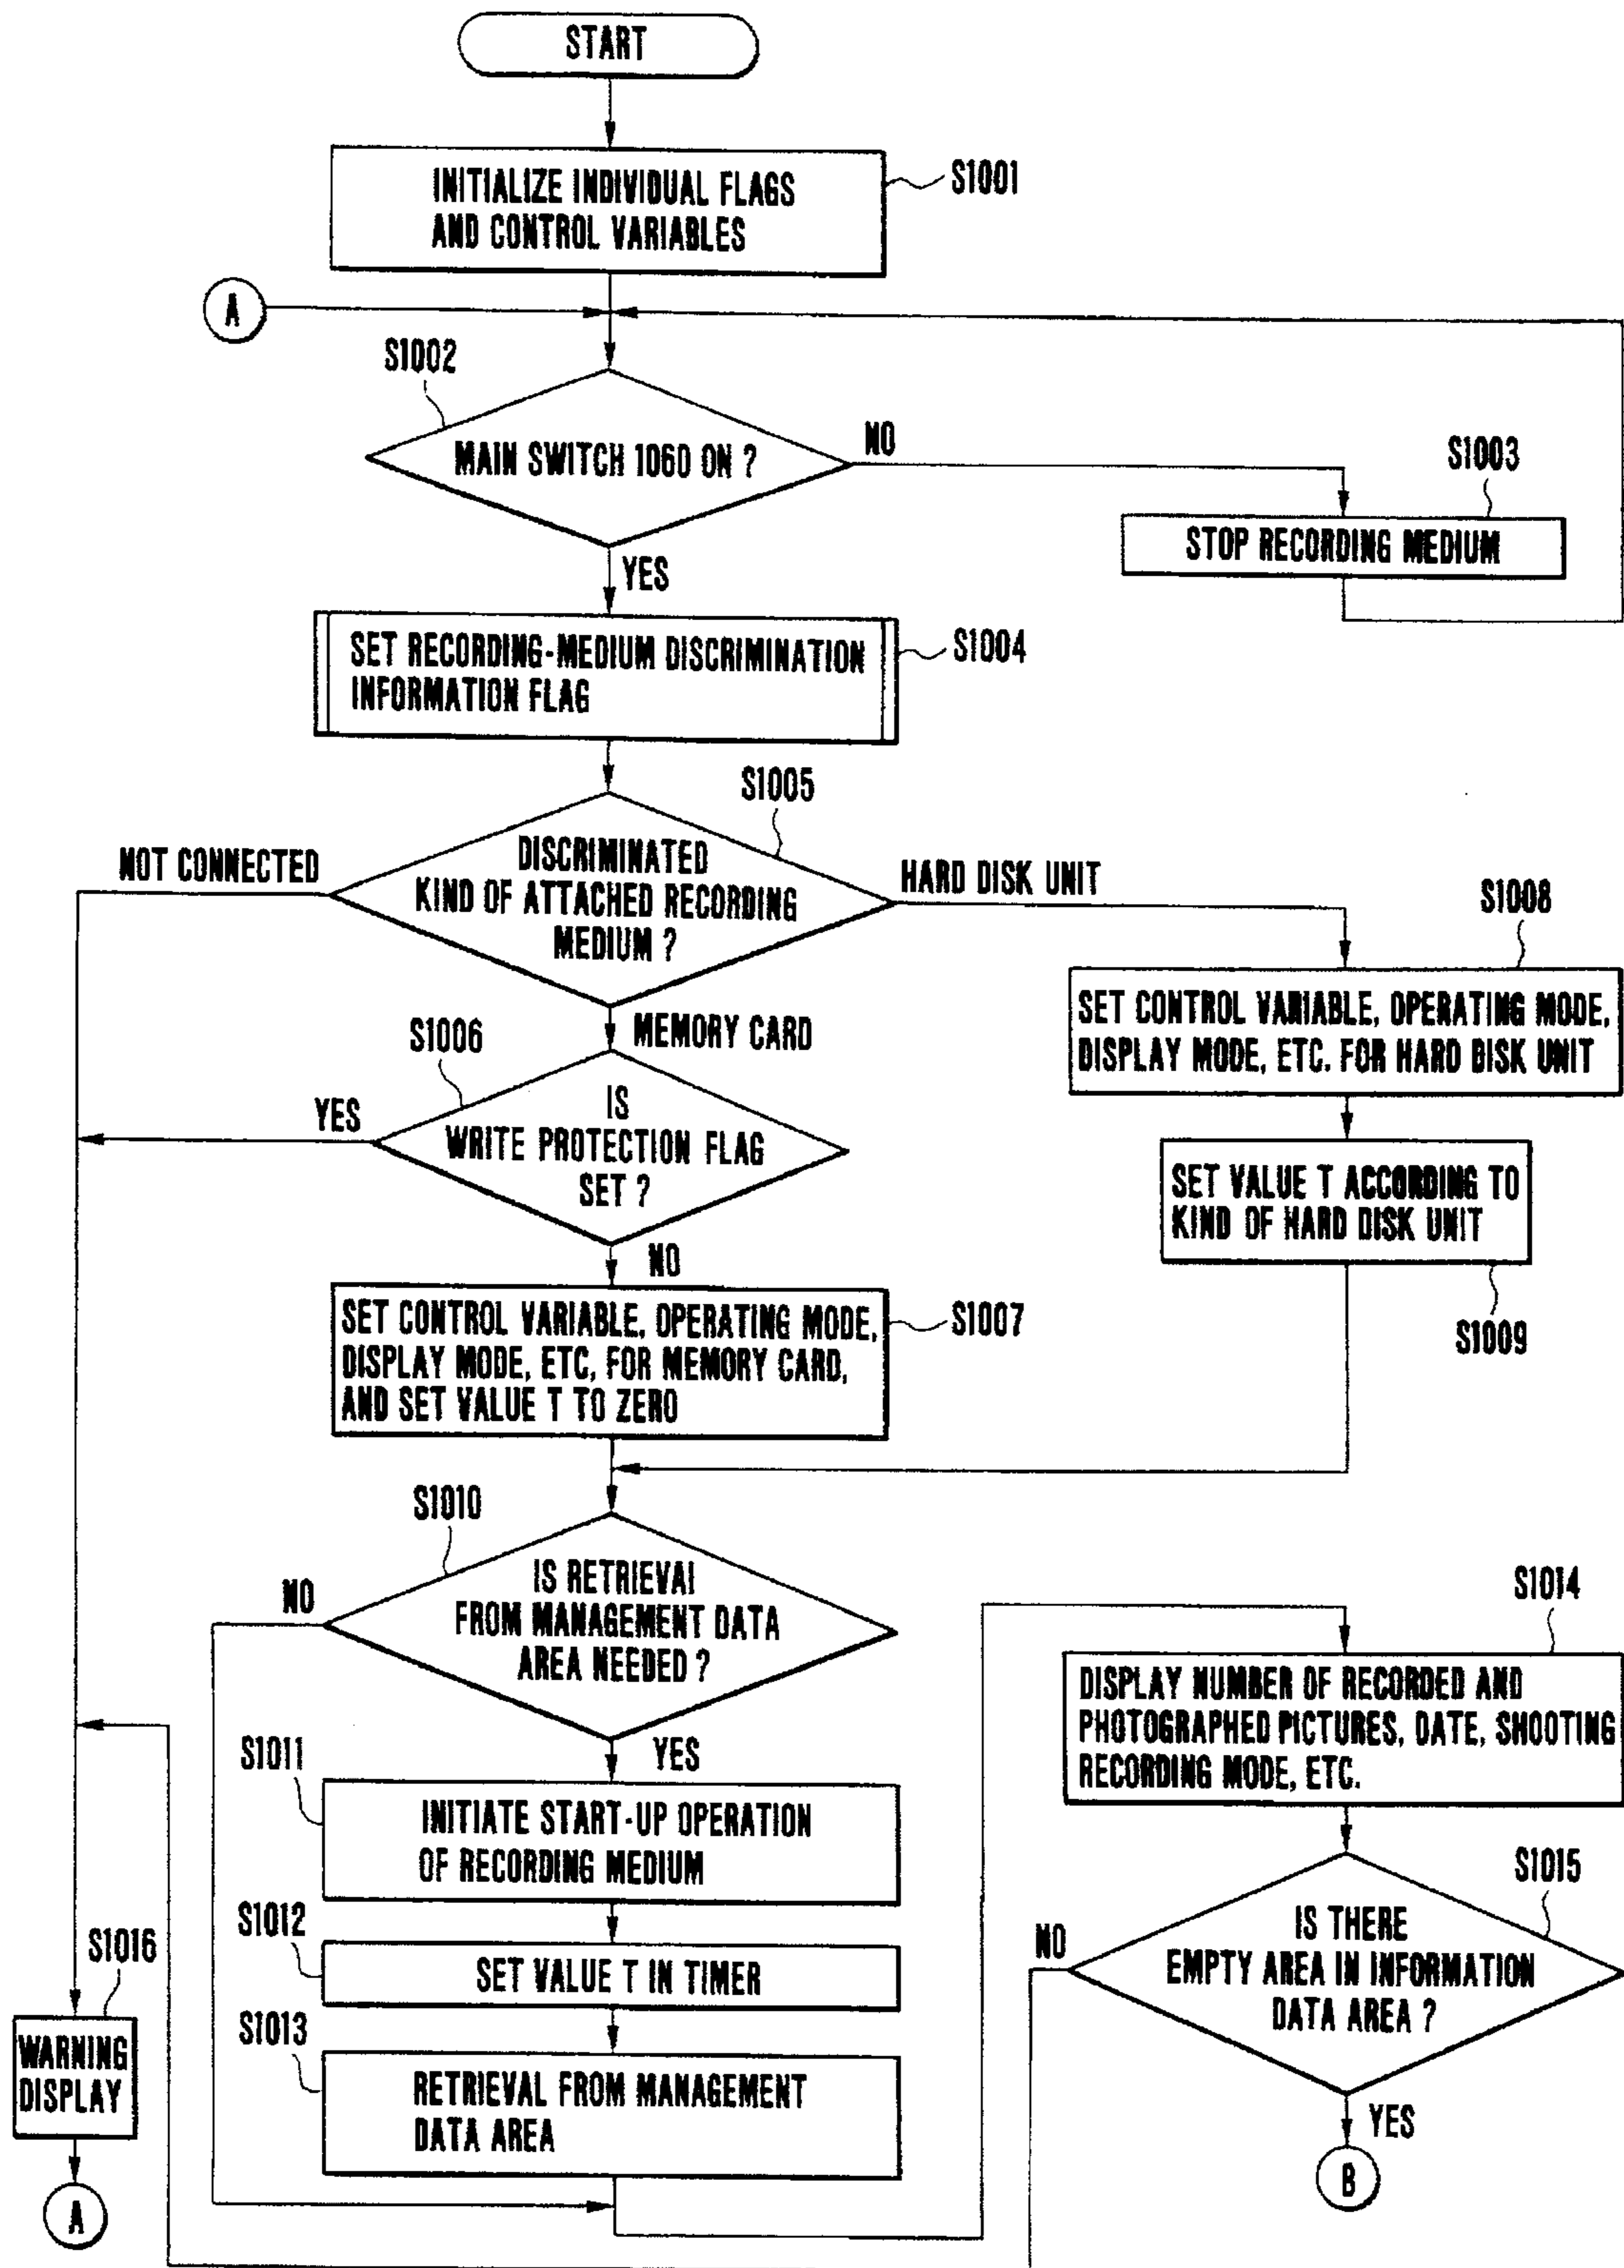 START
INITIALIZE INDIVIDUAL FLAGS
AND CONTROL VARIABLES
S1001
A
S1002
MAIN SWITCH 1060 ON ?
NO
S1003
STOP RECORDING MEDIUM
YES
SET RECORDING-MEDIUM DISCRIMINATION
INFORMATION FLAG
S1004
S1005
NOT CONNECTED
DISCRIMINATED
KIND OF ATTACHED RECORDING
MEDIUM ?
HARD DISK UNIT
S1008
SET CONTROL VARIABLE, OPERATING MODE,
DISPLAY MODE, ETC. FOR HARD DISK UNIT
MEMORY CARD
S1006
YES
IS
WRITE PROTECTION FLAG
SET ?
SET VALUE T ACCORDING TO
KIND OF HARD DISK UNIT
S1009
NO
SET CONTROL VARIABLE, OPERATING MODE,
DISPLAY MODE, ETC, FOR MEMORY CARD,
AND SET VALUE T TO ZERO
S1007
S1010
NO
IS RETRIEVAl
FROM MANAGEMENT DATA
AREA NEEDED ?
YES
S1014
DISPLAY NUMBER OF RECORDED AND
PHOTOGRAPHED PICTURES, DATE, SHOOTING
RECORDING MODE, ETC.
S1011
INITIATE START-UP OPERATION
OF RECORDING MEDIUM
S1012
SET VALUE T IN TIMER
S1015
NO
IS THERE
EMPTY AREA IN INFORMATION
DATA AREA ?
YES
B
S1013
RETRIEVAL FROM MANAGEMENT
DATA AREA
S1016
WARNING
DISPLAY
A